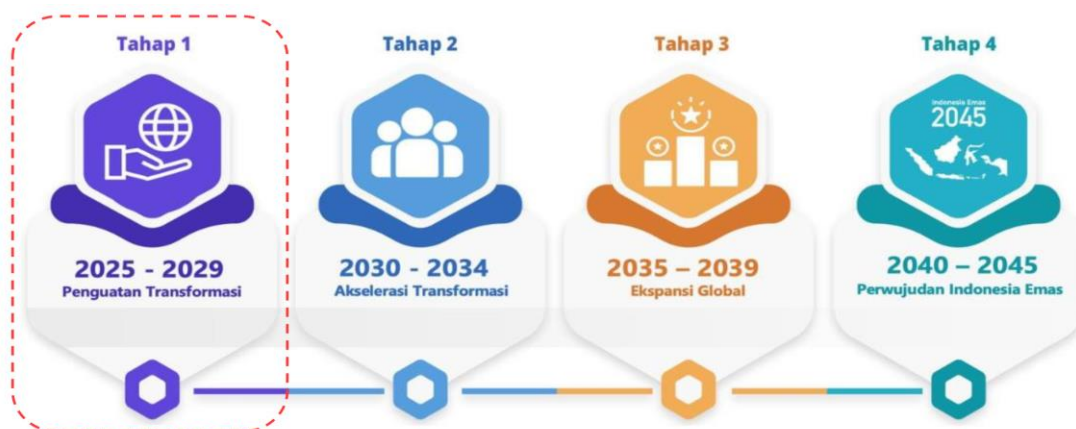 Tahap 1
Tahap 2
Tahap 3
Tahap 4
Indonesia Emas
2045
2025 - 2029
Penguatan Transformasi
2030 - 2034
Akselerasi Transformasi
2035 – 2039
Ekspansi Global
2040 – 2045
Perwujudan Indonesia Emas